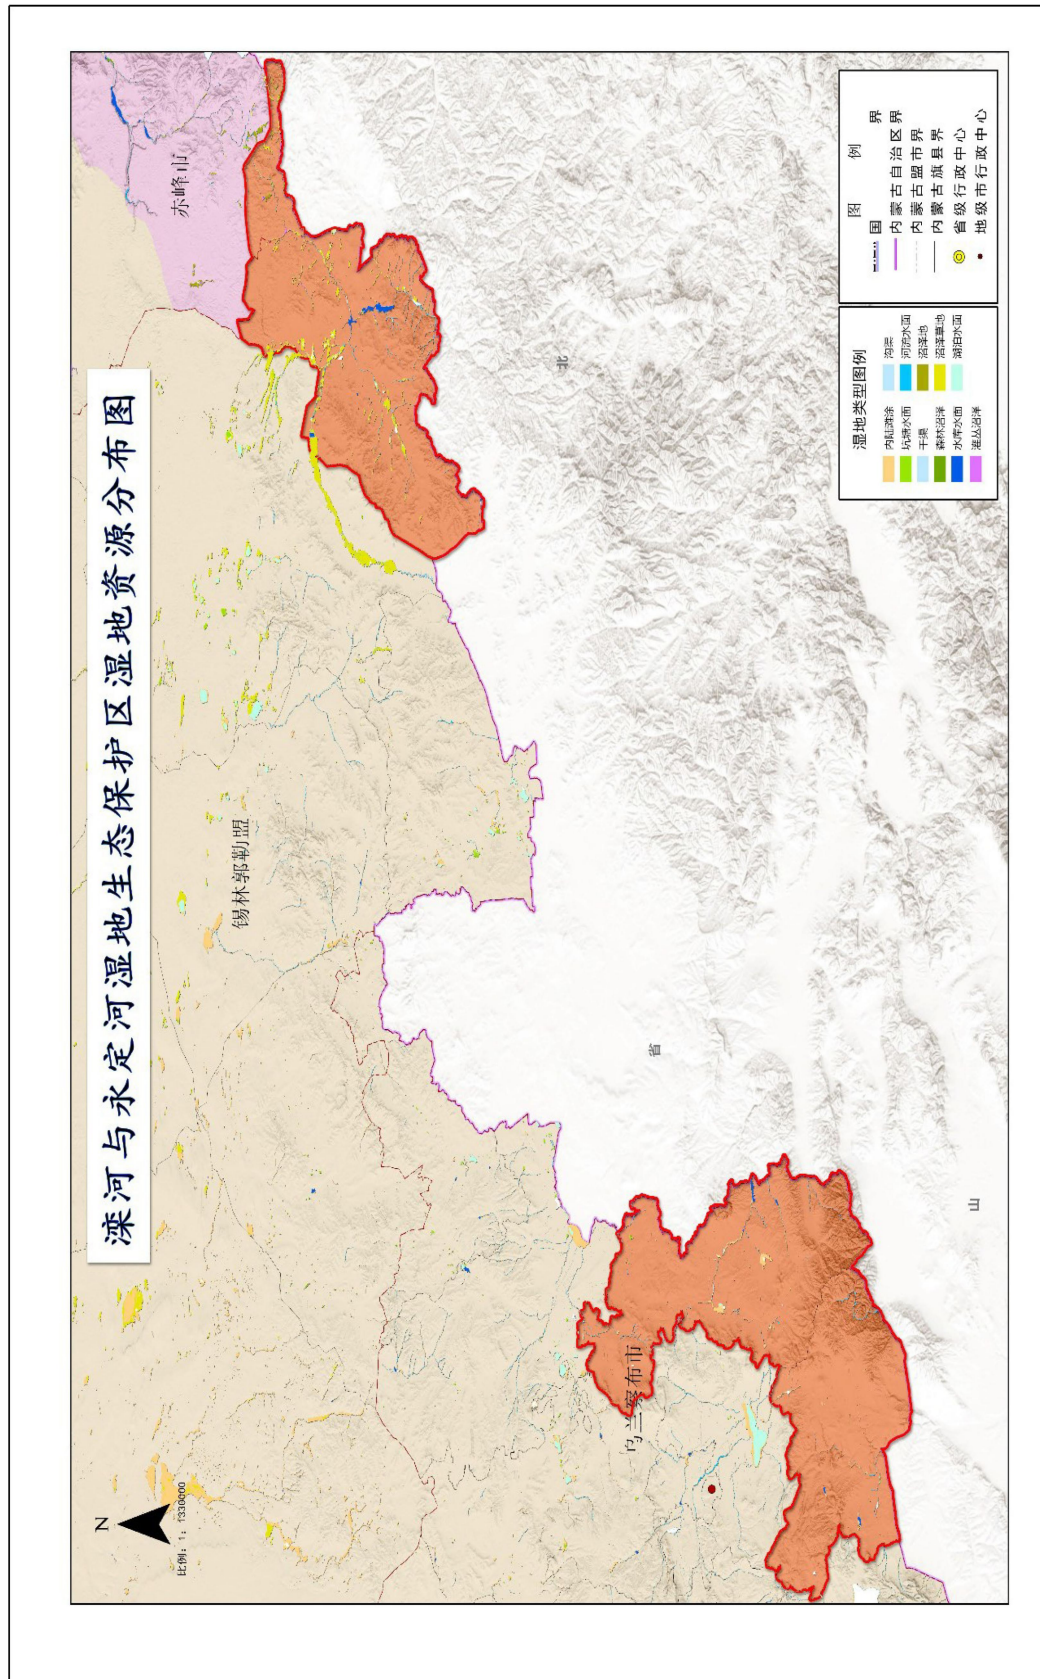 滦河与永定河湿地生态保护区湿地资源分布图
N
比例：1：1330000
锡林郭勒盟
赤峰市
乌兰察布市
北
省
山
湿地类型图例
内陆滩涂
沟渠
坑塘水面
河流水面
干渠
沼泽地
森林沼泽
沼泽草地
水库水面
湖泊水面
灌丛沼泽
图 例
国 界
内蒙古自治区界
内蒙古盟市界
内蒙古旗县界
省级行政中心
地级市行政中心